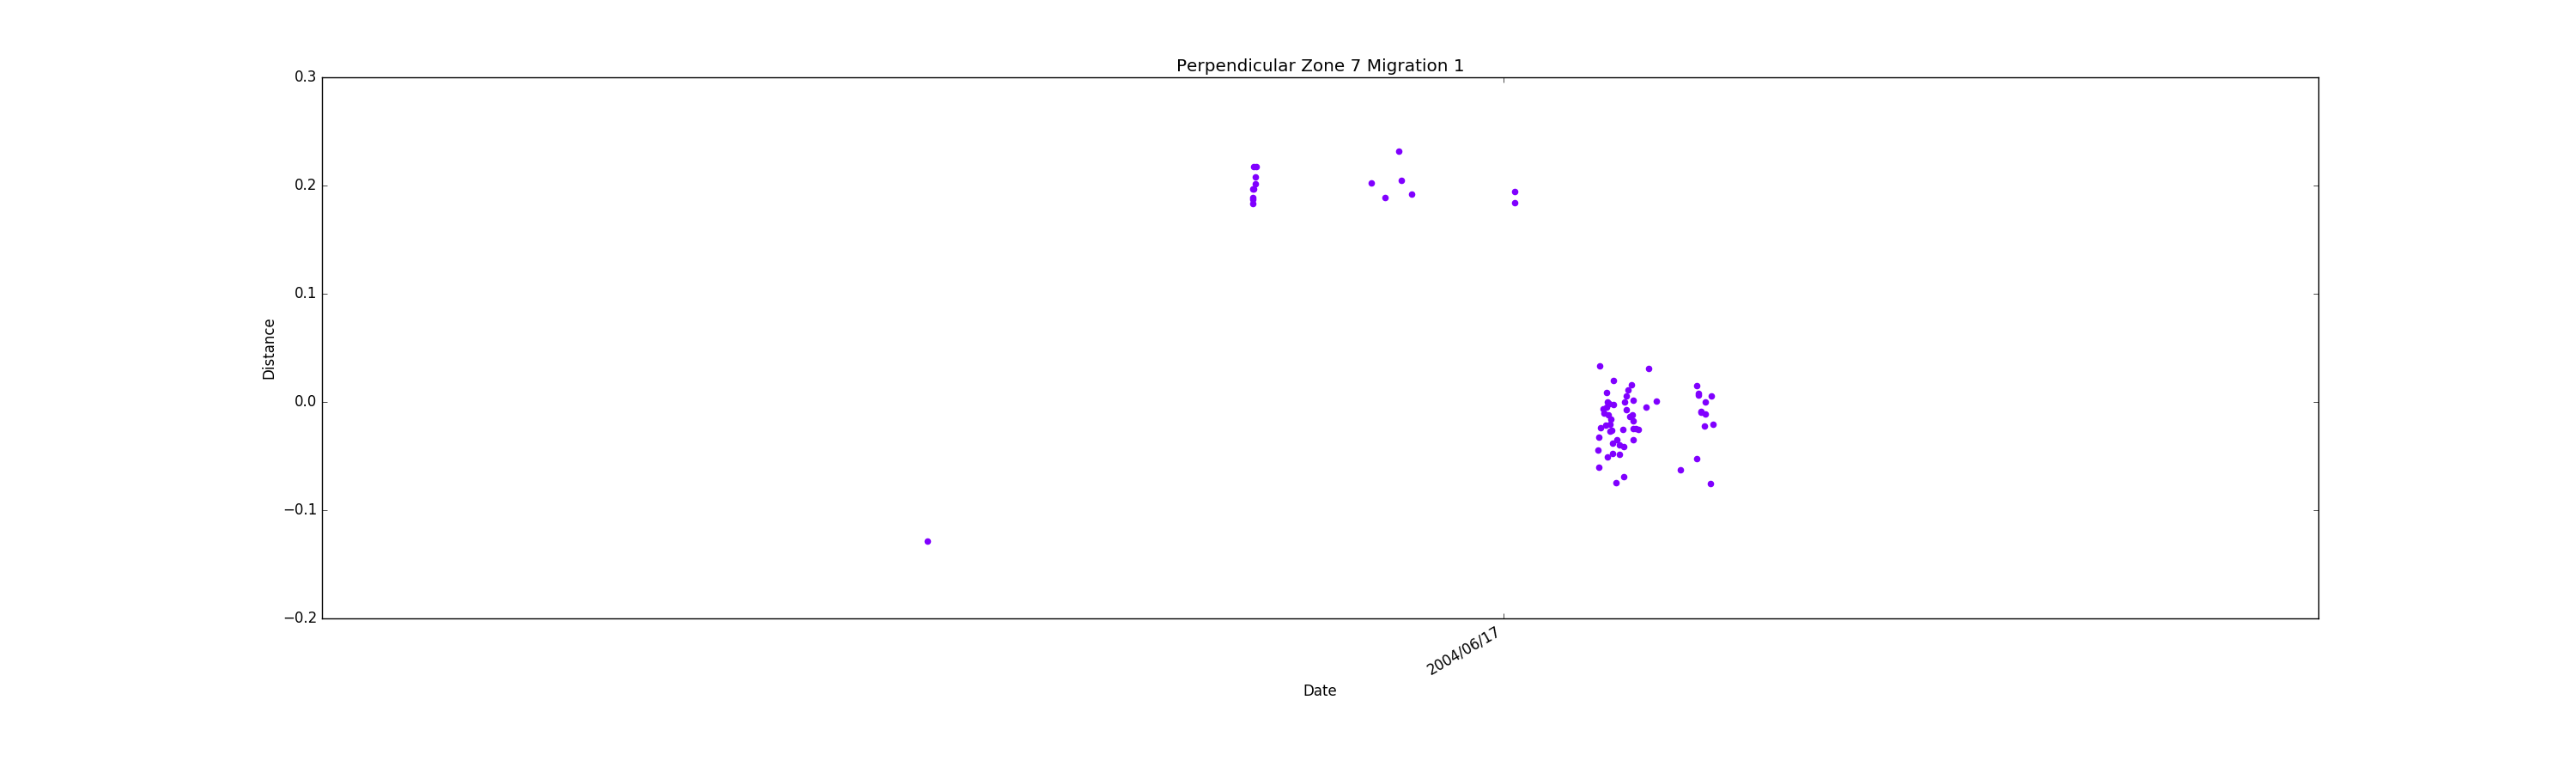 Perpendicular Zone 7 Migration 1
0.3
0.2
0.1
0.0
−0.1
−0.2
Distance
2004/06/17
Date